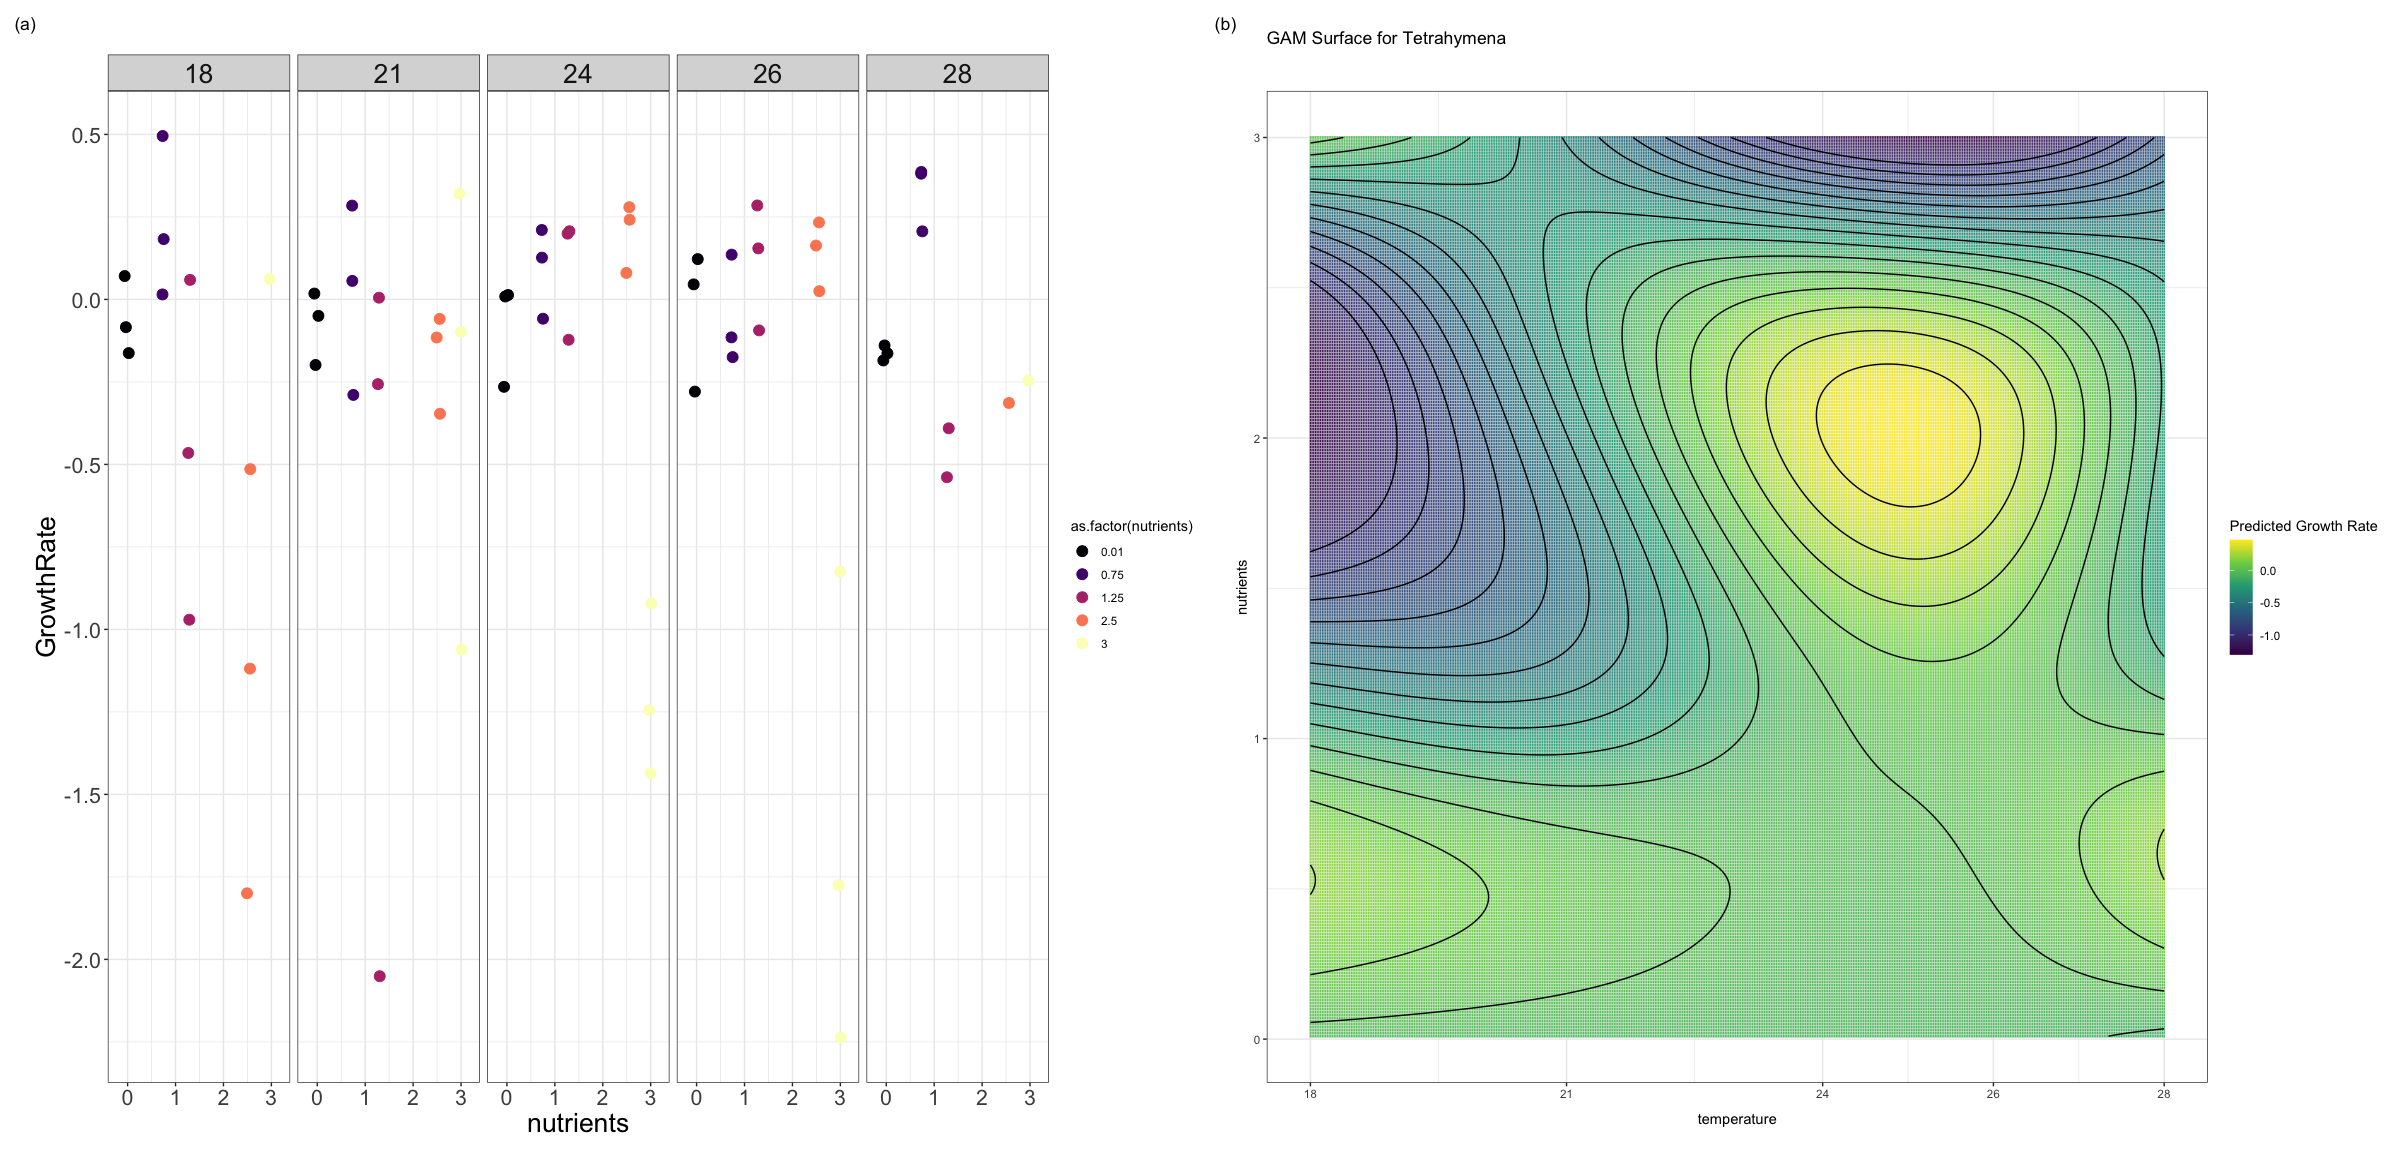 (a)
18 21 24 26 28
GrowthRate
0.5
0.0
-0.5
-1.0
-1.5
-2.0
0 1 2 3 0 1 2 3 0 1 2 3 0 1 2 3 0 1 2 3
nutrients
as.factor(nutrients)
0.01
0.75
1.25
2.5
3
(b)
GAM Surface for Tetrahymena
nutrients
3
2
1
0
18 21 24 26 28
temperature
Predicted Growth Rate
0.0
-0.5
-1.0